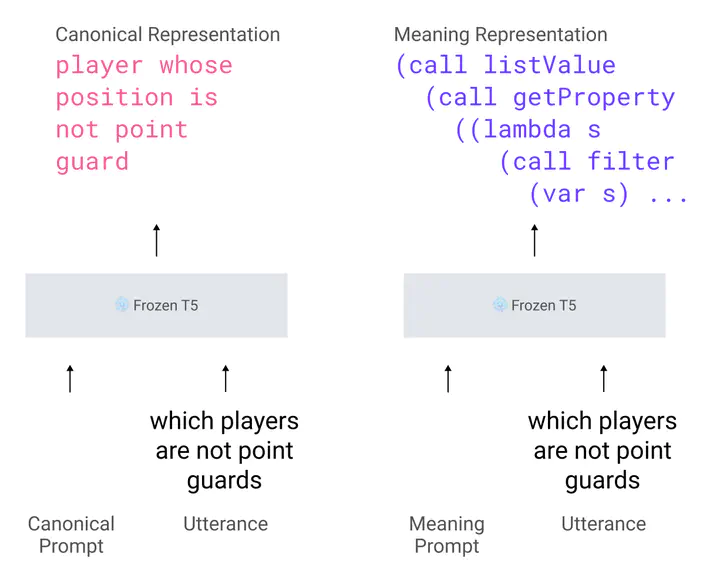 Canonical Representation
player whose
position is
not point
guard
Frozen T5
which players
are not point
guards
Canonical
Prompt
Utterance
Meaning Representation
(call listValue
(call getProperty
((lambda s
(call filter
(var s) ...
Frozen T5
which players
are not point
guards
Meaning
Prompt
Utterance